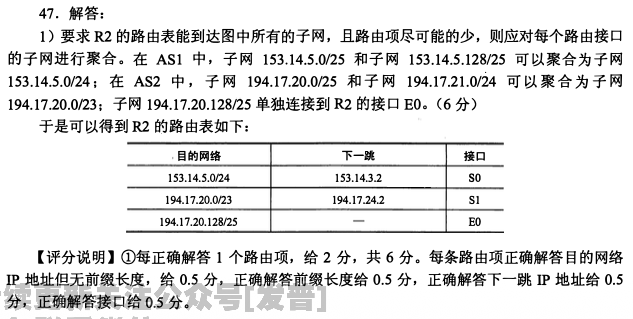 47．解答：
1）要求 R2 的路由表能到达图中所有的子网，且路由项尽可能的少，则应对每个路由接口
的子网进行聚合。在 AS1 中，子网 153.14.5.0/25 和子网 153.14.5.128/25 可以聚合为子网
153.14.5.0/24；在 AS2 中，子网 194.17.20.0/25 和子网 194.17.21.0/24 可以聚合为子网
194.17.20.0/23；子网 194.17.20.128/25 单独连接到 R2 的接口 E0。（6 分）
于是可以得到 R2 的路由表如下：
目的网络 下一跳 接口
153.14.5.0/24 153.14.3.2 S0
194.17.20.0/23 194.17.24.2 S1
194.17.20.128/25 — E0
【评分说明】①每正确解答 1 个路由项，给 2 分，共 6 分。每条路由项正确解答目的网络
IP 地址但无前缀长度，给 0.5 分，正确解答前缀长度给 0.5 分，正确解答下一跳 IP 地址给 0.5
分，正确解答接口给 0.5 分。
公众号[发普]